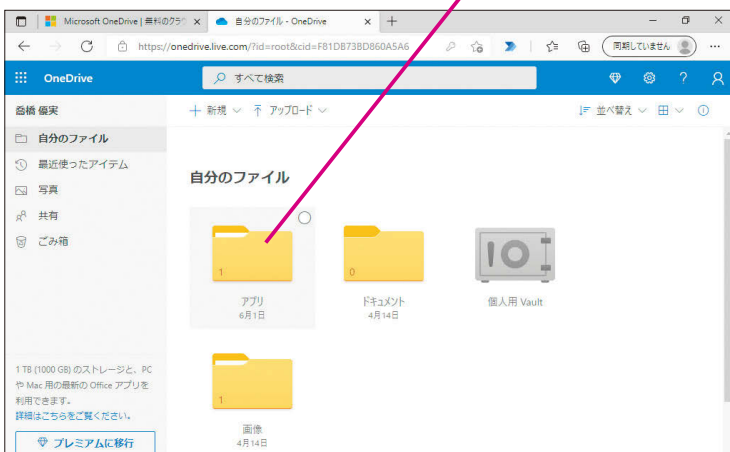 Microsoft OneDrive | 無料のクラウ
自分のファイル - OneDrive
https://onedrive.live.com/?id=root&cid=F81D873BD860A5A6
同期していません
OneDrive
すべて検索
髙橋 優実
新規
アップロード
並べ替え
自分のファイル
最近使ったアイテム
写真
共有
ごみ箱
自分のファイル
1
アプリ
6月1日
0
ドキュメント
4月14日
個人用 Vault
1
画像
4月14日
1 TB (1000 GB) のストレージと、PC
や Mac 用の最新の Office アプリを
利用できます。
詳細はこちらをご覧ください。
プレミアムに移行